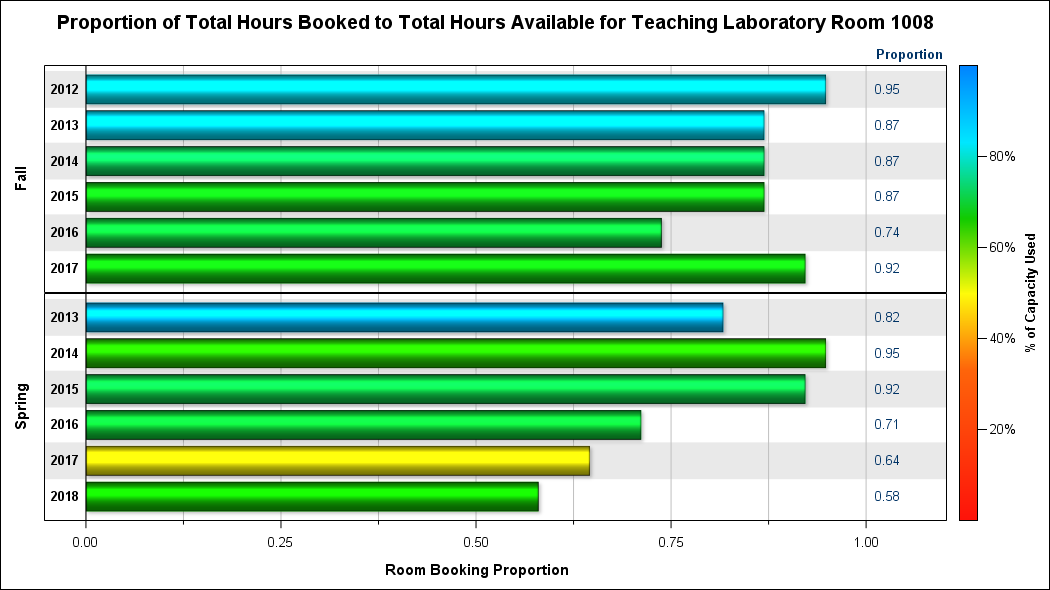 Proportion of Total Hours Booked to Total Hours Available for Teaching Laboratory Room 1008
Proportion
Fall
2012 0.95
2013 0.87
2014 0.87
2015 0.87
2016 0.74
2017 0.92
Spring
2013 0.82
2014 0.95
2015 0.92
2016 0.71
2017 0.64
2018 0.58
0.00 0.25 0.50 0.75 1.00
Room Booking Proportion
80%
60%
40%
20%
% of Capacity Used